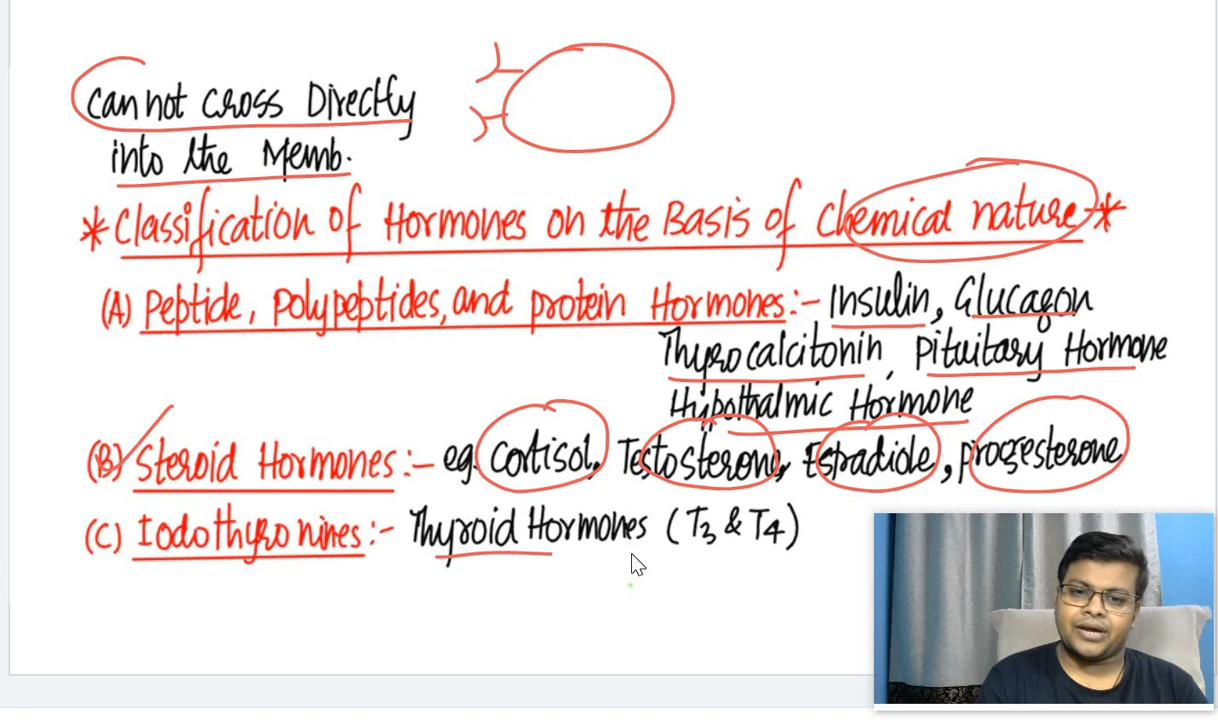 Cannot cross Directly
into the Memb.
*Classification of Hormones on the Basis of Chemical nature*
(A) Peptide, Polypeptides, and protein Hormones:- Insulin, Glucagon
Thyrocalcitonin, Pituitary Hormone
Hypothalmic Hormone
(B) Steroid Hormones:- eg. Cortisol, Testosterone, Estradiole, progesterone
(C) Iodothyronines:- Thyroid Hormones (T3 & T4)